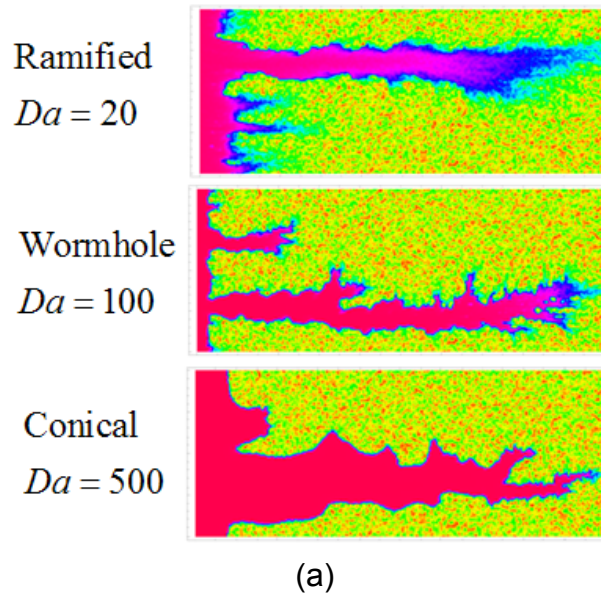 Ramified
Da = 20
Wormhole
Da = 100
Conical
Da = 500
(a)